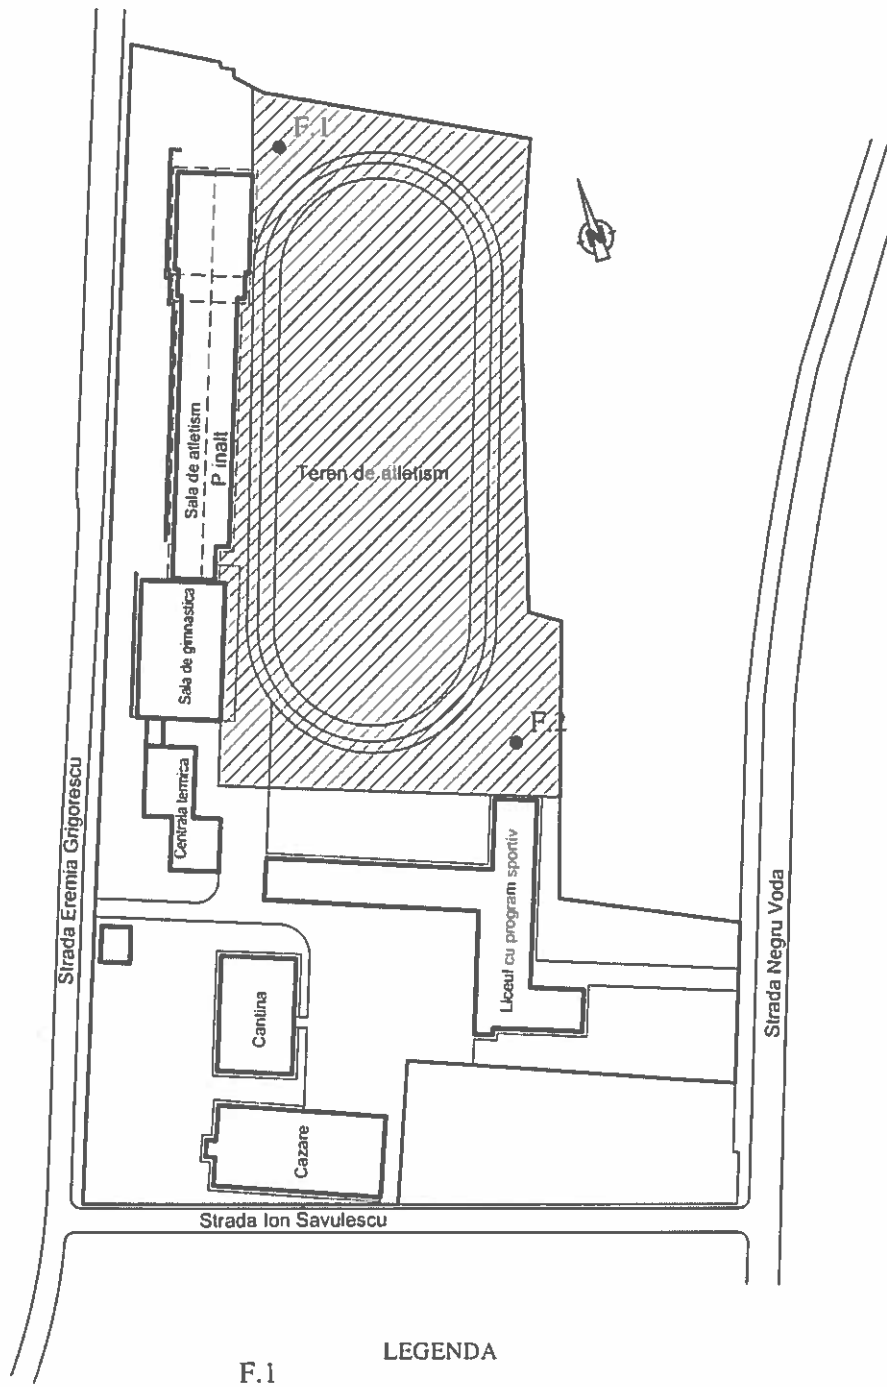 F.1
Teren de atletism
Sala de atletism
P inalt
Sala de gimnastica
F.2
Centrala termica
Strada Eremia Grigorescu
Liceul cu program sportiv
Strada Negru Voda
Cantina
Cazare
Strada Ion Savulescu
LEGENDA
F.1